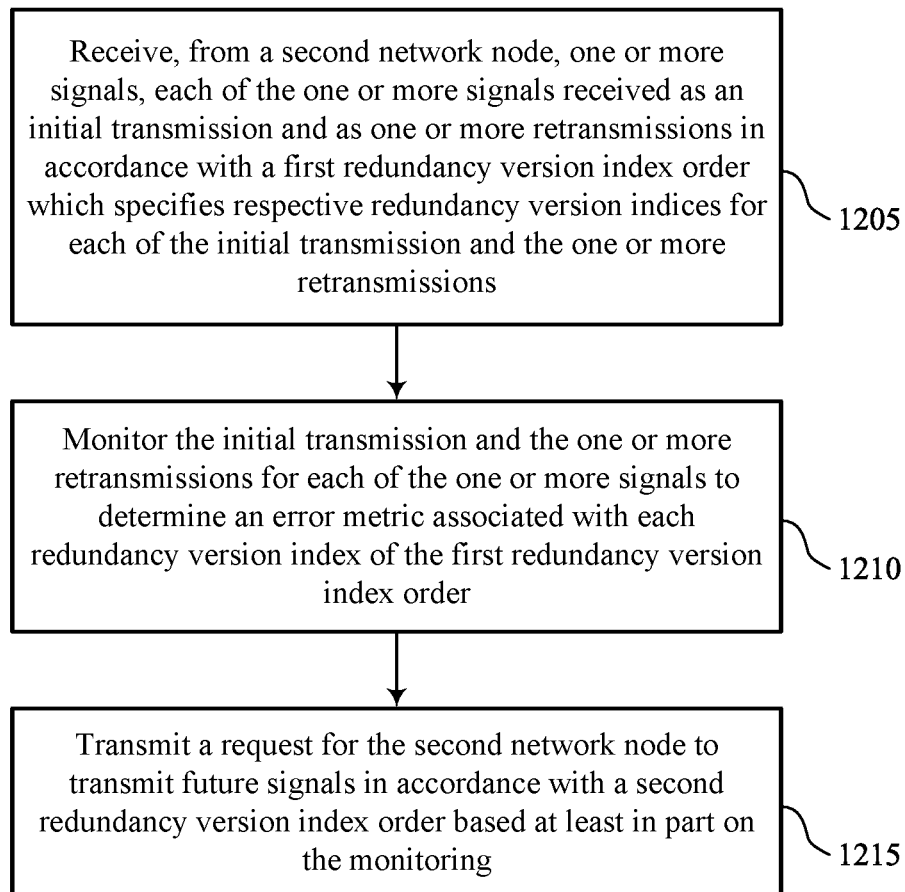 Receive, from a second network node, one or more
signals, each of the one or more signals received as an
initial transmission and as one or more retransmissions in
accordance with a first redundancy version index order
which specifies respective redundancy version indices for
each of the initial transmission and the one or more
retransmissions
1205
Monitor the initial transmission and the one or more
retransmissions for each of the one or more signals to
determine an error metric associated with each
redundancy version index of the first redundancy version
index order
1210
Transmit a request for the second network node to
transmit future signals in accordance with a second
redundancy version index order based at least in part on
the monitoring
1215